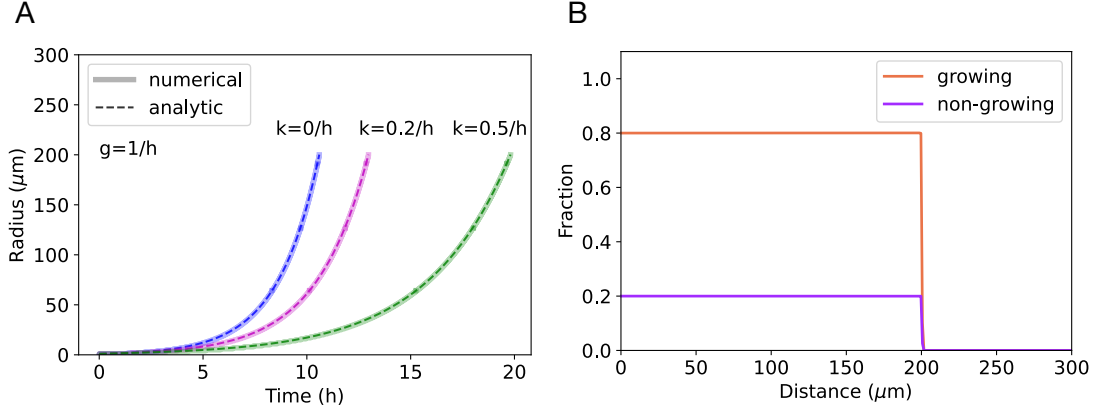 A
numerical
analytic
g=1/h
k=0/h
k=0.2/h
k=0.5/h
Radius (μm)
300
250
200
150
100
50
0
0
5
10
15
20
Time (h)
B
growing
non-growing
Fraction
1.0
0.8
0.6
0.4
0.2
0.0
0
50
100
150
200
250
300
Distance (μm)